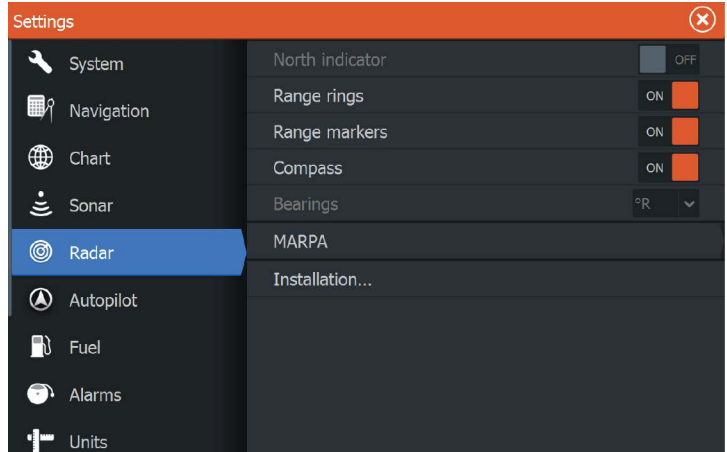 Settings
System
Navigation
Chart
Sonar
Radar
Autopilot
Fuel
Alarms
Units
North indicator OFF
Range rings ON
Range markers ON
Compass ON
Bearings °R
MARPA
Installation...